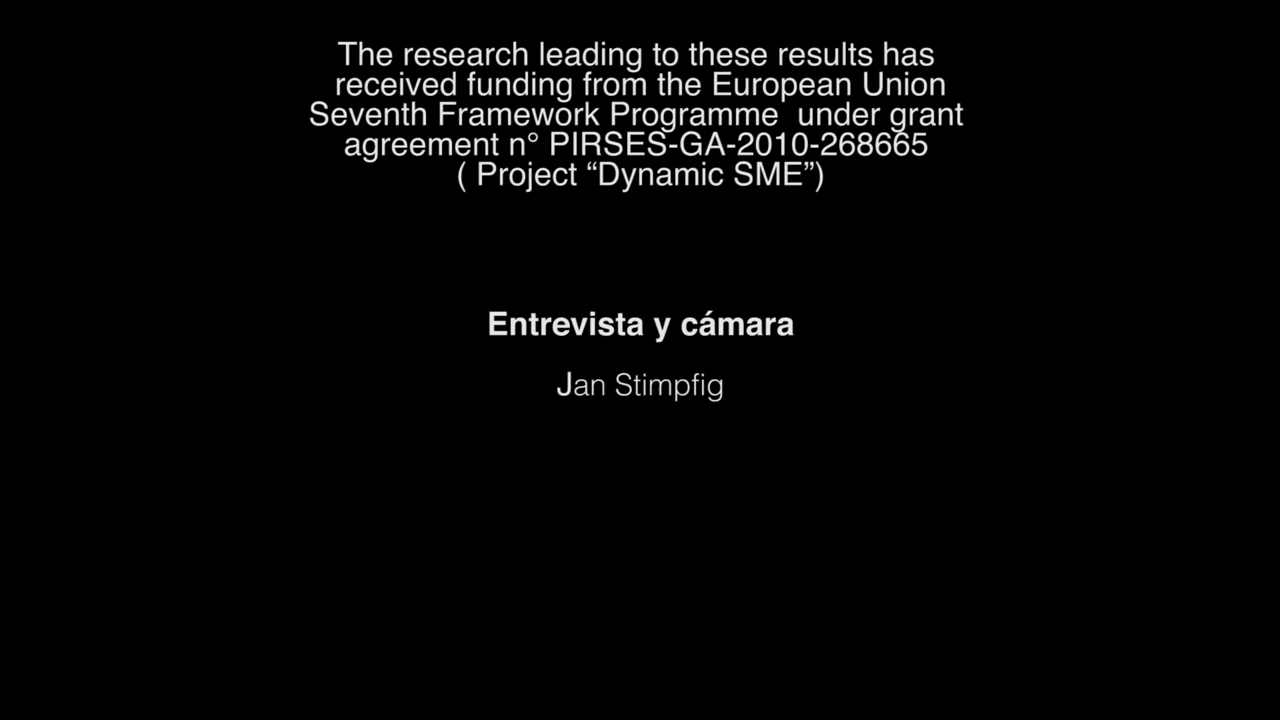 The research leading to these results has
received funding from the European Union
Seventh Framework Programme  under grant
agreement n° PIRSES-GA-2010-268665
( Project “Dynamic SME”)
Entrevista y cámara
Jan Stimpfig